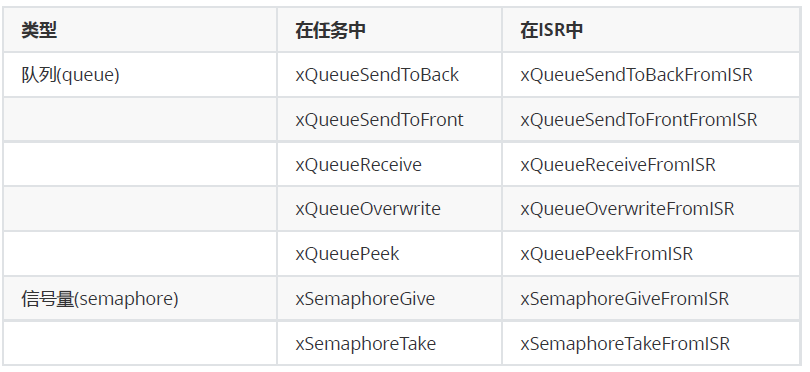 类型 在任务中 在ISR中
队列(queue) xQueueSendToBack xQueueSendToBackFromISR
xQueueSendToFront xQueueSendToFrontFromISR
xQueueReceive xQueueReceiveFromISR
xQueueOverwrite xQueueOverwriteFromISR
xQueuePeek xQueuePeekFromISR
信号量(semaphore) xSemaphoreGive xSemaphoreGiveFromISR
xSemaphoreTake xSemaphoreTakeFromISR